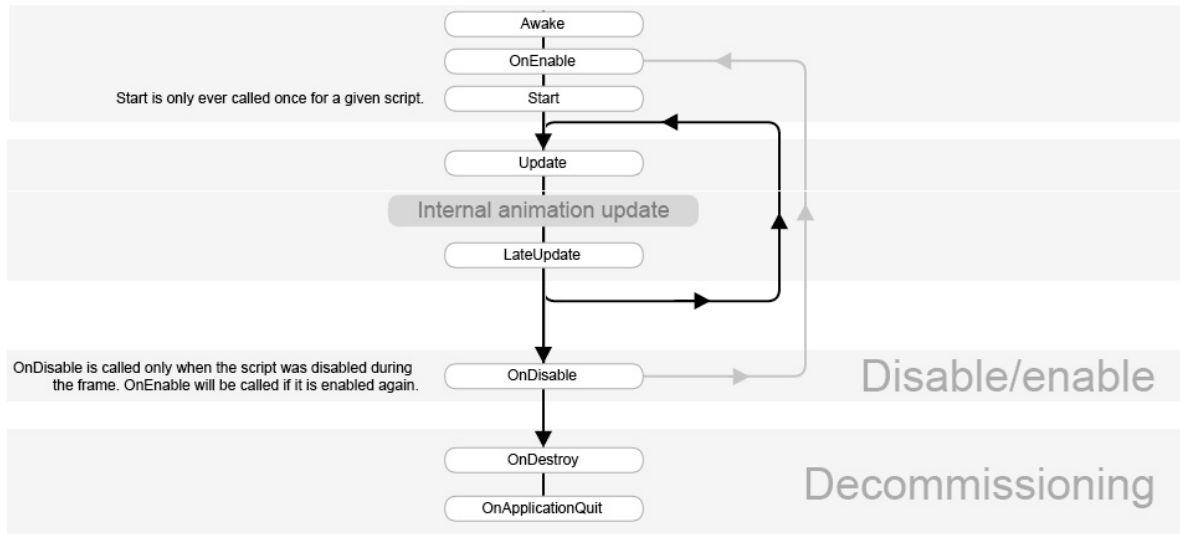 Awake
OnEnable
Start is only ever called once for a given script.
Start
Update
Internal animation update
LateUpdate
OnDisable is called only when the script was disabled during
the frame. OnEnable will be called if it is enabled again.
OnDisable
Disable/enable
OnDestroy
Decommissioning
OnApplicationQuit